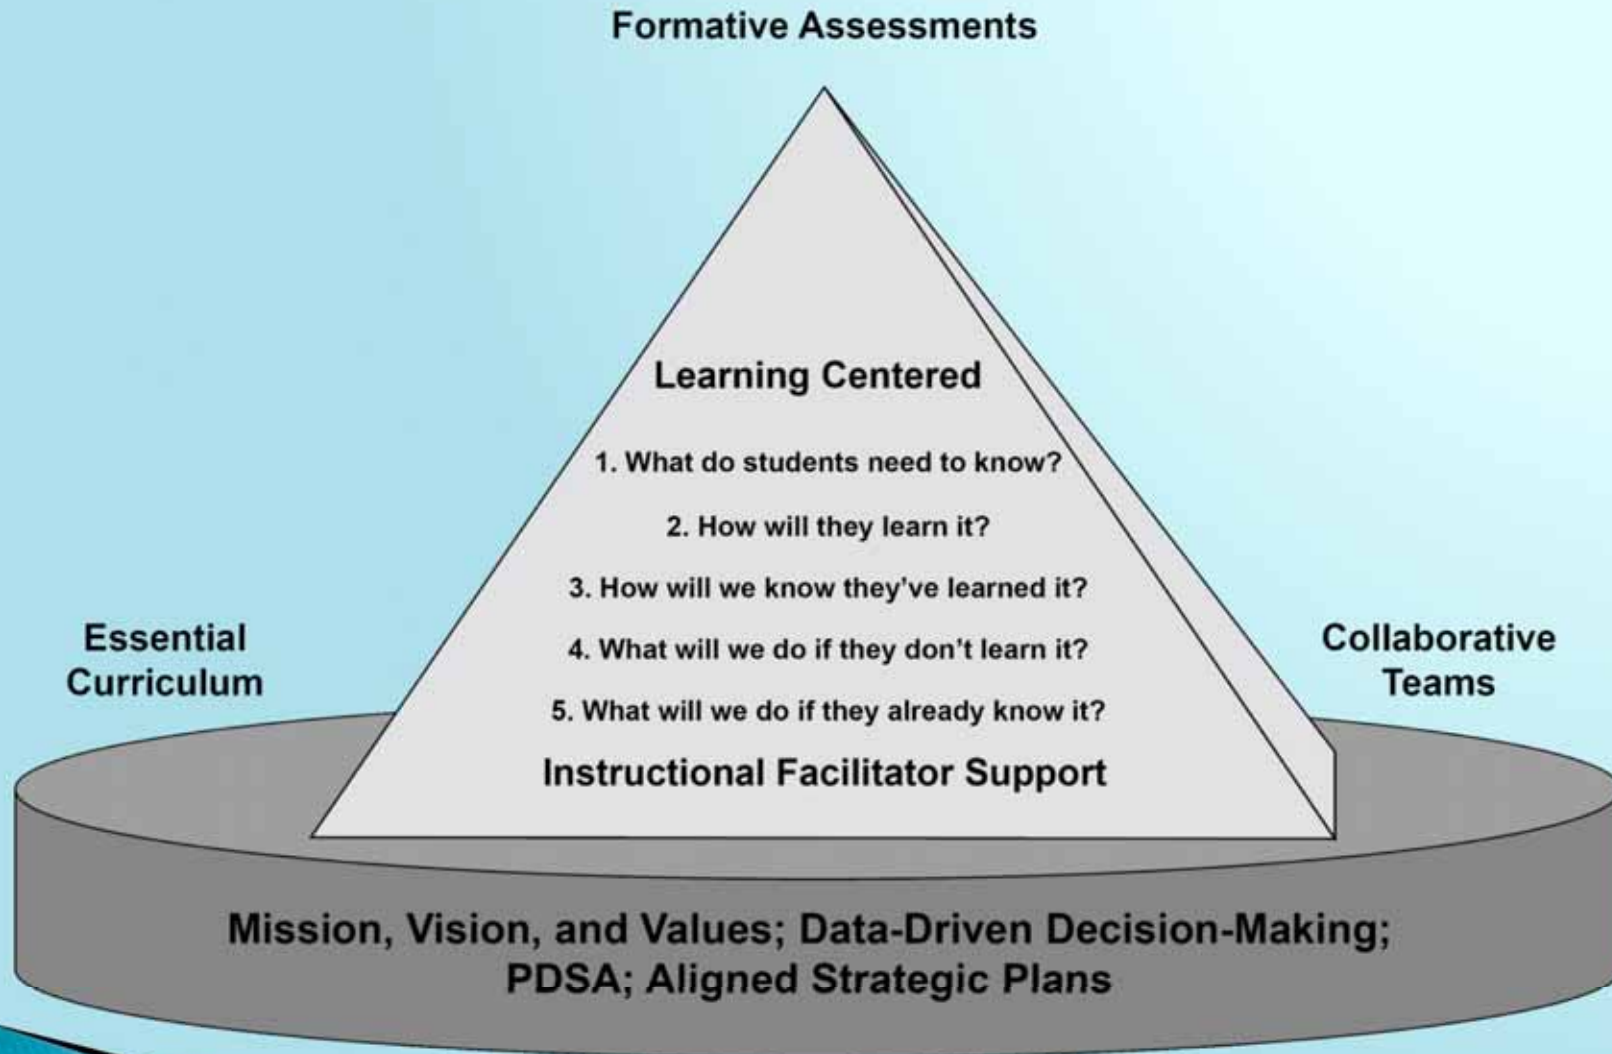 Formative Assessments
Learning Centered
1. What do students need to know?
2. How will they learn it?
3. How will we know they've learned it?
4. What will we do if they don't learn it?
5. What will we do if they already know it?
Instructional Facilitator Support
Essential
Curriculum
Collaborative
Teams
Mission, Vision, and Values; Data-Driven Decision-Making;
PDSA; Aligned Strategic Plans